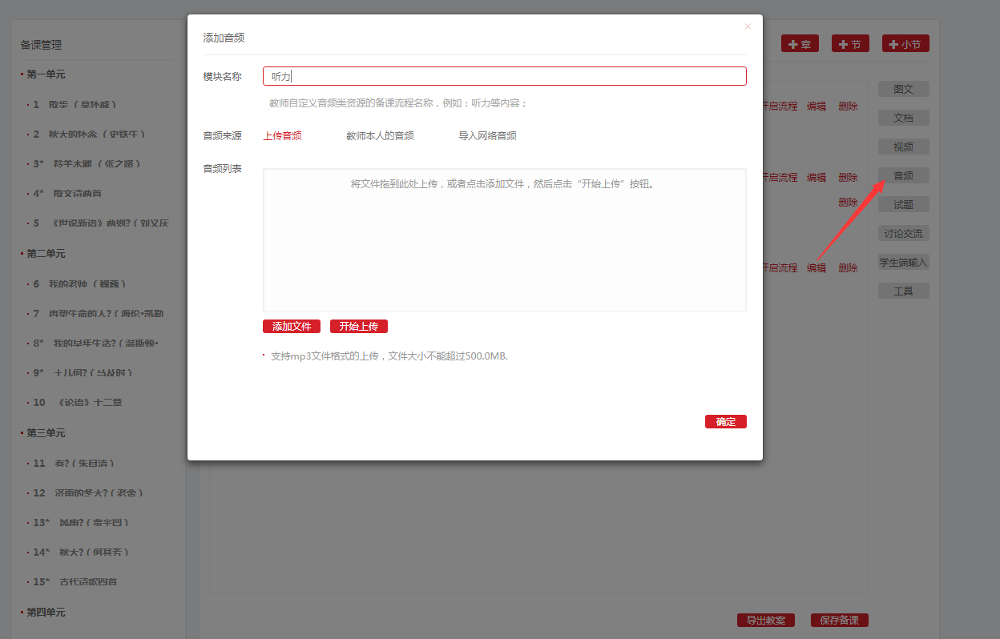 备课管理
第一单元
1 散步（莫怀戚）
2 秋天的怀念（史铁生）
3* 羚羊木雕（张之路）
4* 散文诗两首
5 《世说新语》两则?（刘义庆
第二单元
6 我的老师（魏巍）
7 再塑生命的人?（海伦•凯勒
8* 我的早年生活?（温斯顿•
9* 王几何?（马及时）
10 《论语》十二章
第三单元
11 春?（朱自清）
12 济南的冬天?（老舍）
13* 风雨?（贾平凹）
14* 秋天?（何其芳）
15* 古代诗歌四首
第四单元
添加音频
×
模块名称 听力
教师自定义音频类资源的备课流程名称，例如：听力等内容；
音频来源 上传音频 教师本人的音频 导入网络音频
音频列表
将文件拖到此处上传，或者点击添加文件，然后点击“开始上传”按钮。
添加文件 开始上传
支持mp3文件格式的上传，文件大小不能超过500.0MB.
确定
章 节 小节
开启流程 编辑 删除
开启流程 编辑 删除
删除
开启流程 编辑 删除
图文
文档
视频
音频
试题
讨论交流
学生端输入
工具
导出教案 保存备课